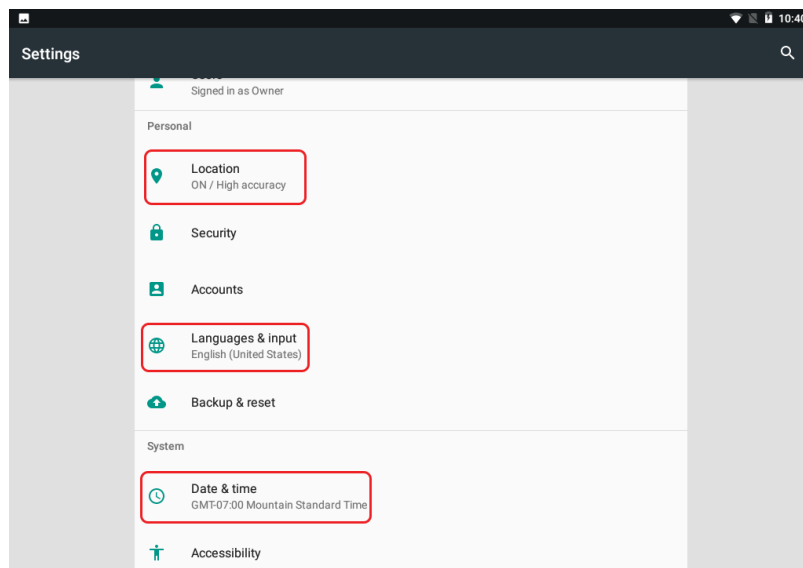 10:40
Settings
Signed in as Owner
Personal
Location
ON / High accuracy
Security
Accounts
Languages & input
English (United States)
Backup & reset
System
Date & time
GMT-07:00 Mountain Standard Time
Accessibility